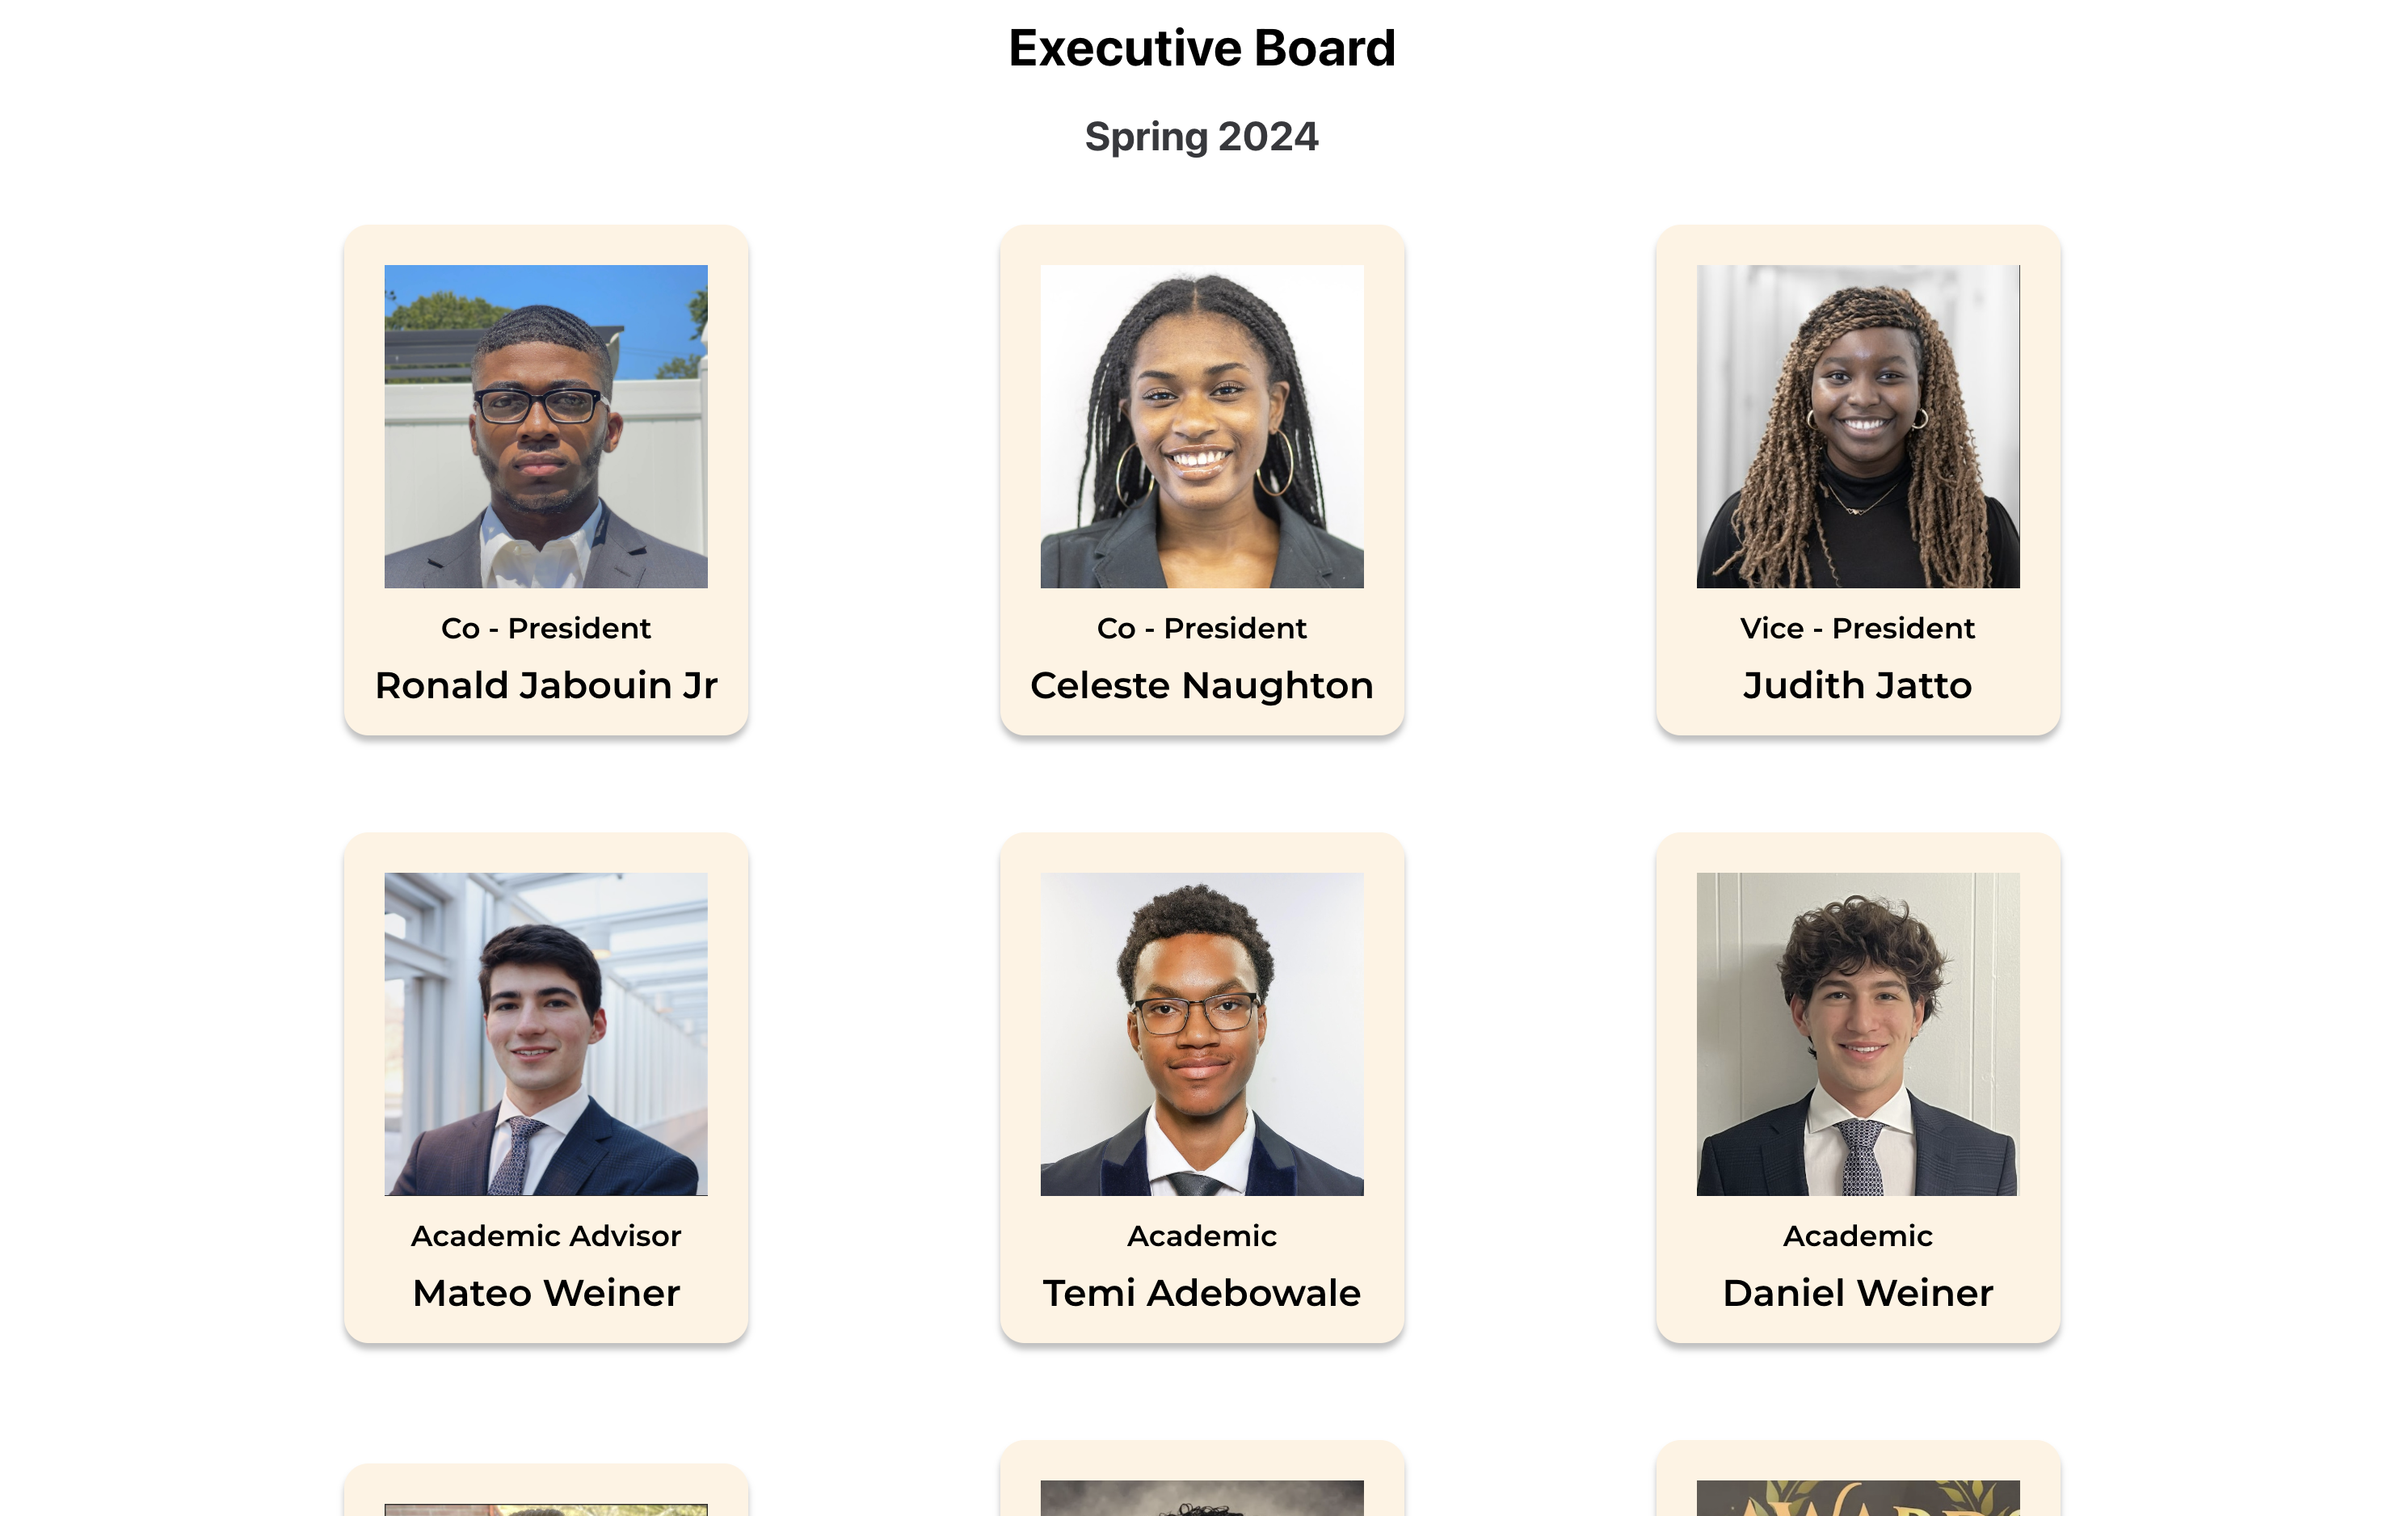 Executive Board
Spring 2024
Co - President
Ronald Jabouin Jr
Co - President
Celeste Naughton
Vice - President
Judith Jatto
Academic Advisor
Mateo Weiner
Academic
Temi Adebowale
Academic
Daniel Weiner